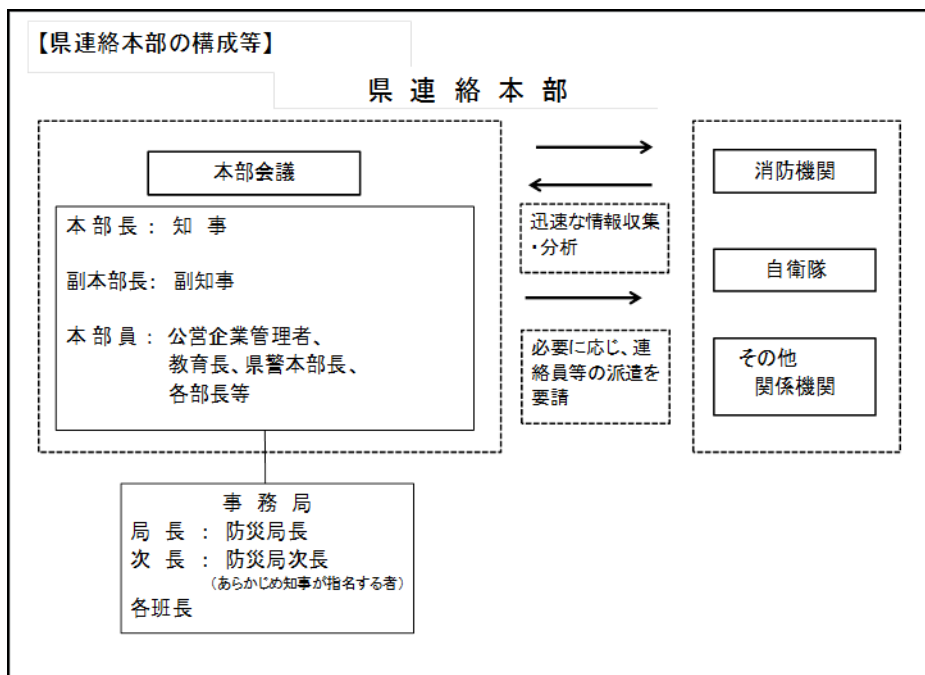 【県連絡本部の構成等】
県連絡本部
本部会議
本部長： 知事
副本部長： 副知事
本部員： 公営企業管理者、
教育長、県警本部長、
各部長等
迅速な情報収集
・分析
必要に応じ、連
絡員等の派遣を
要請
消防機関
自衛隊
その他
関係機関
事務局
局長： 防災局長
次長： 防災局次長
（あらかじめ知事が指名する者）
各班長